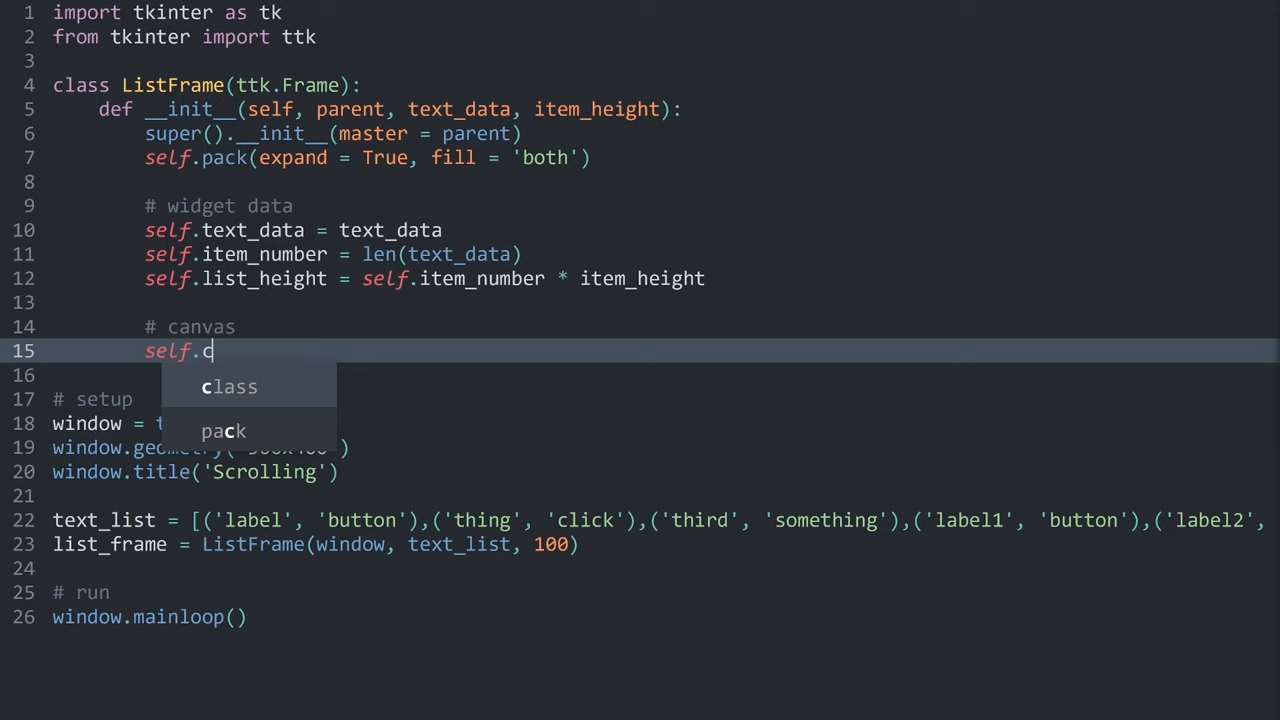 1 import tkinter as tk
2 from tkinter import ttk
3
4 class ListFrame(ttk.Frame):
5     def __init__(self, parent, text_data, item_height):
6         super().__init__(master = parent)
7         self.pack(expand = True, fill = 'both')
8
9         # widget data
10         self.text_data = text_data
11         self.item_number = len(text_data)
12         self.list_height = self.item_number * item_height
13
14         # canvas
15         self.c
16
class
17 # setup
18 window = t
pack
19 window.geometry( )
20 window.title('Scrolling')
21
22 text_list = [('label', 'button'),('thing', 'click'),('third', 'something'),('label1', 'button'),('label2',
23 list_frame = ListFrame(window, text_list, 100)
24
25 # run
26 window.mainloop()